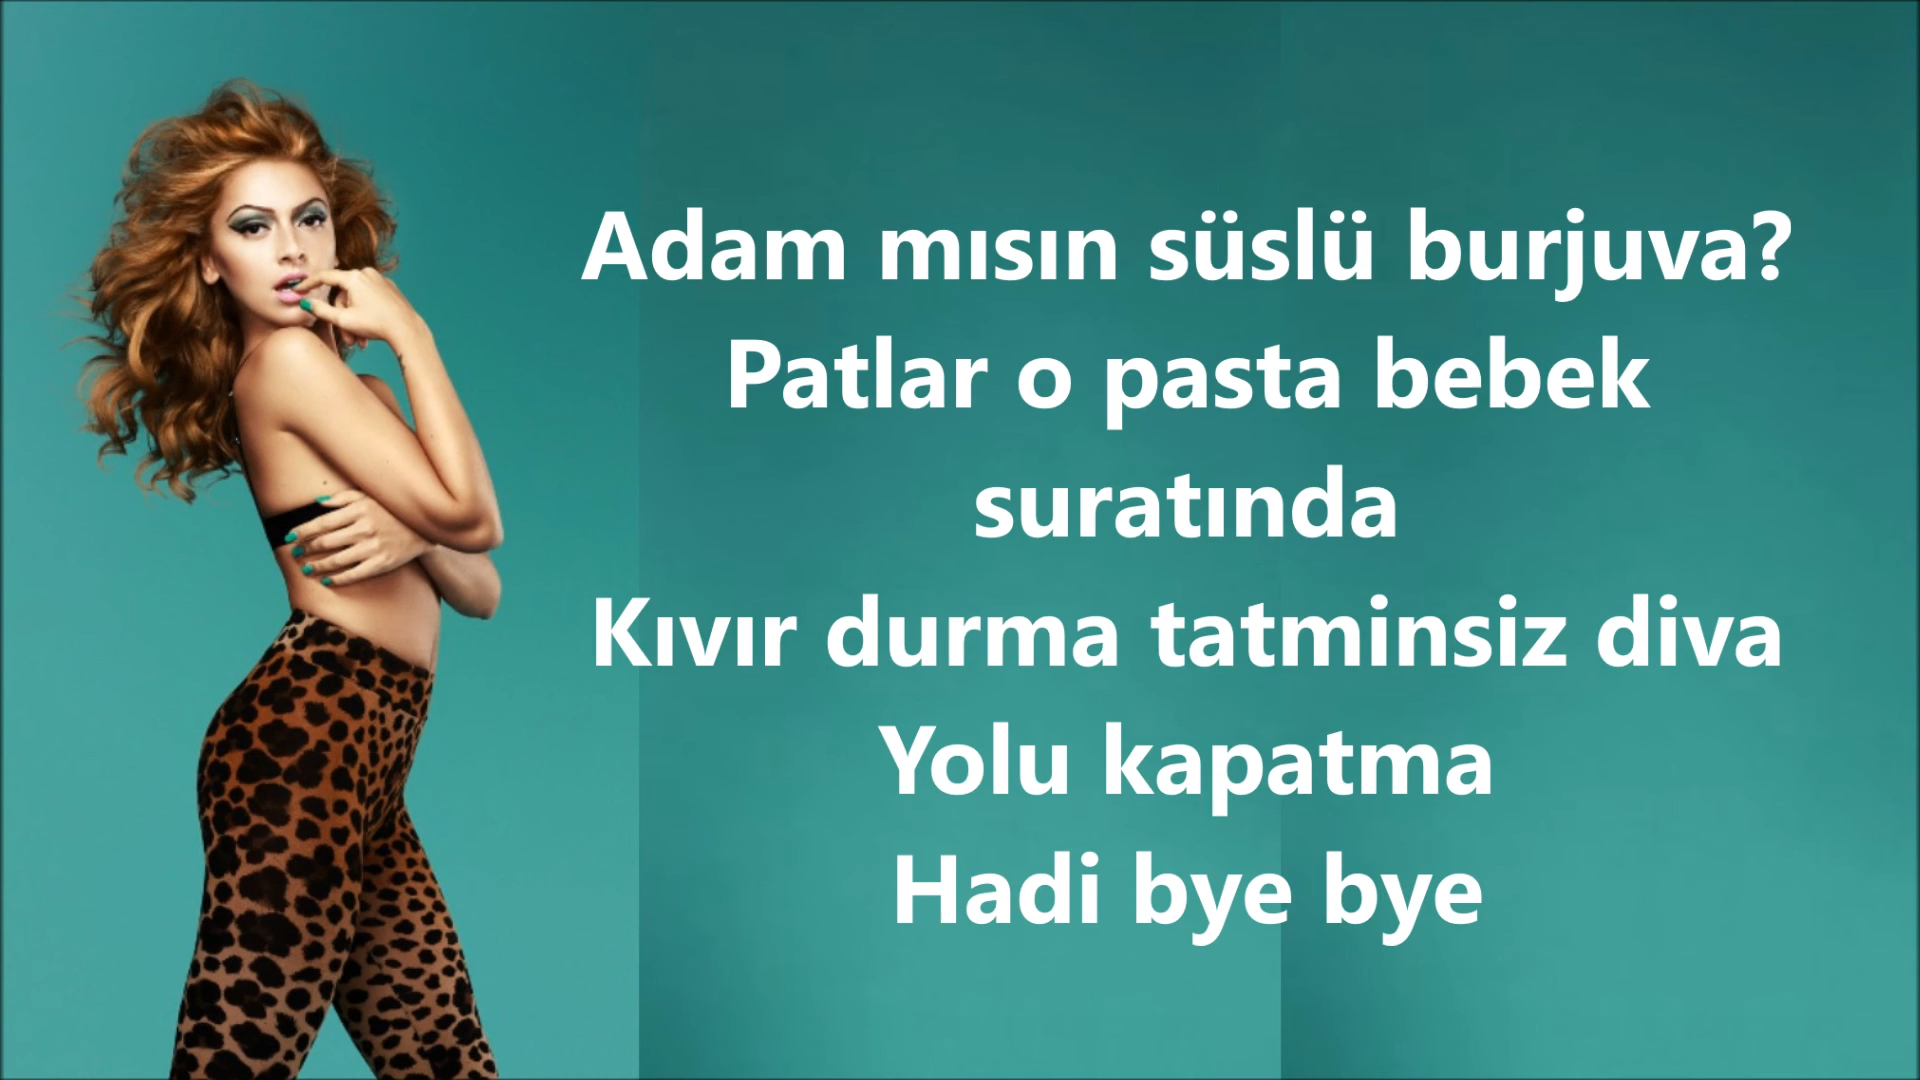 Adam mısın süslü burjuva?
Patlar o pasta bebek
suratında
Kıvır durma tatminsiz diva
Yolu kapatma
Hadi bye bye